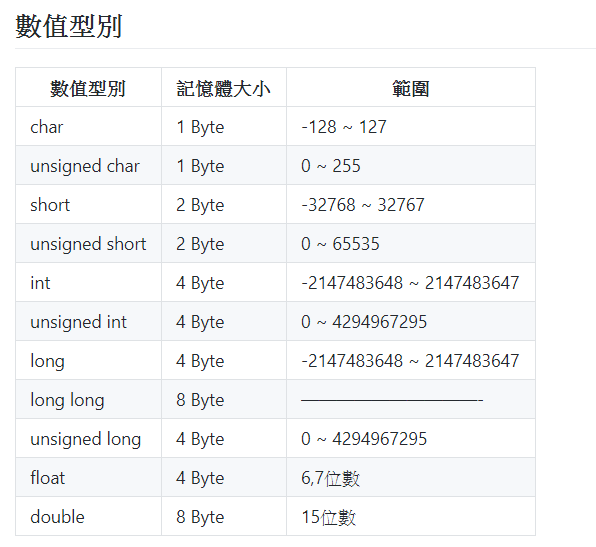 數值型別
數值型別 記憶體大小 範圍
char 1 Byte -128 ~ 127
unsigned char 1 Byte 0 ~ 255
short 2 Byte -32768 ~ 32767
unsigned short 2 Byte 0 ~ 65535
int 4 Byte -2147483648 ~ 2147483647
unsigned int 4 Byte 0 ~ 4294967295
long 4 Byte -2147483648 ~ 2147483647
long long 8 Byte ———————————-
unsigned long 4 Byte 0 ~ 4294967295
float 4 Byte 6,7位數
double 8 Byte 15位數